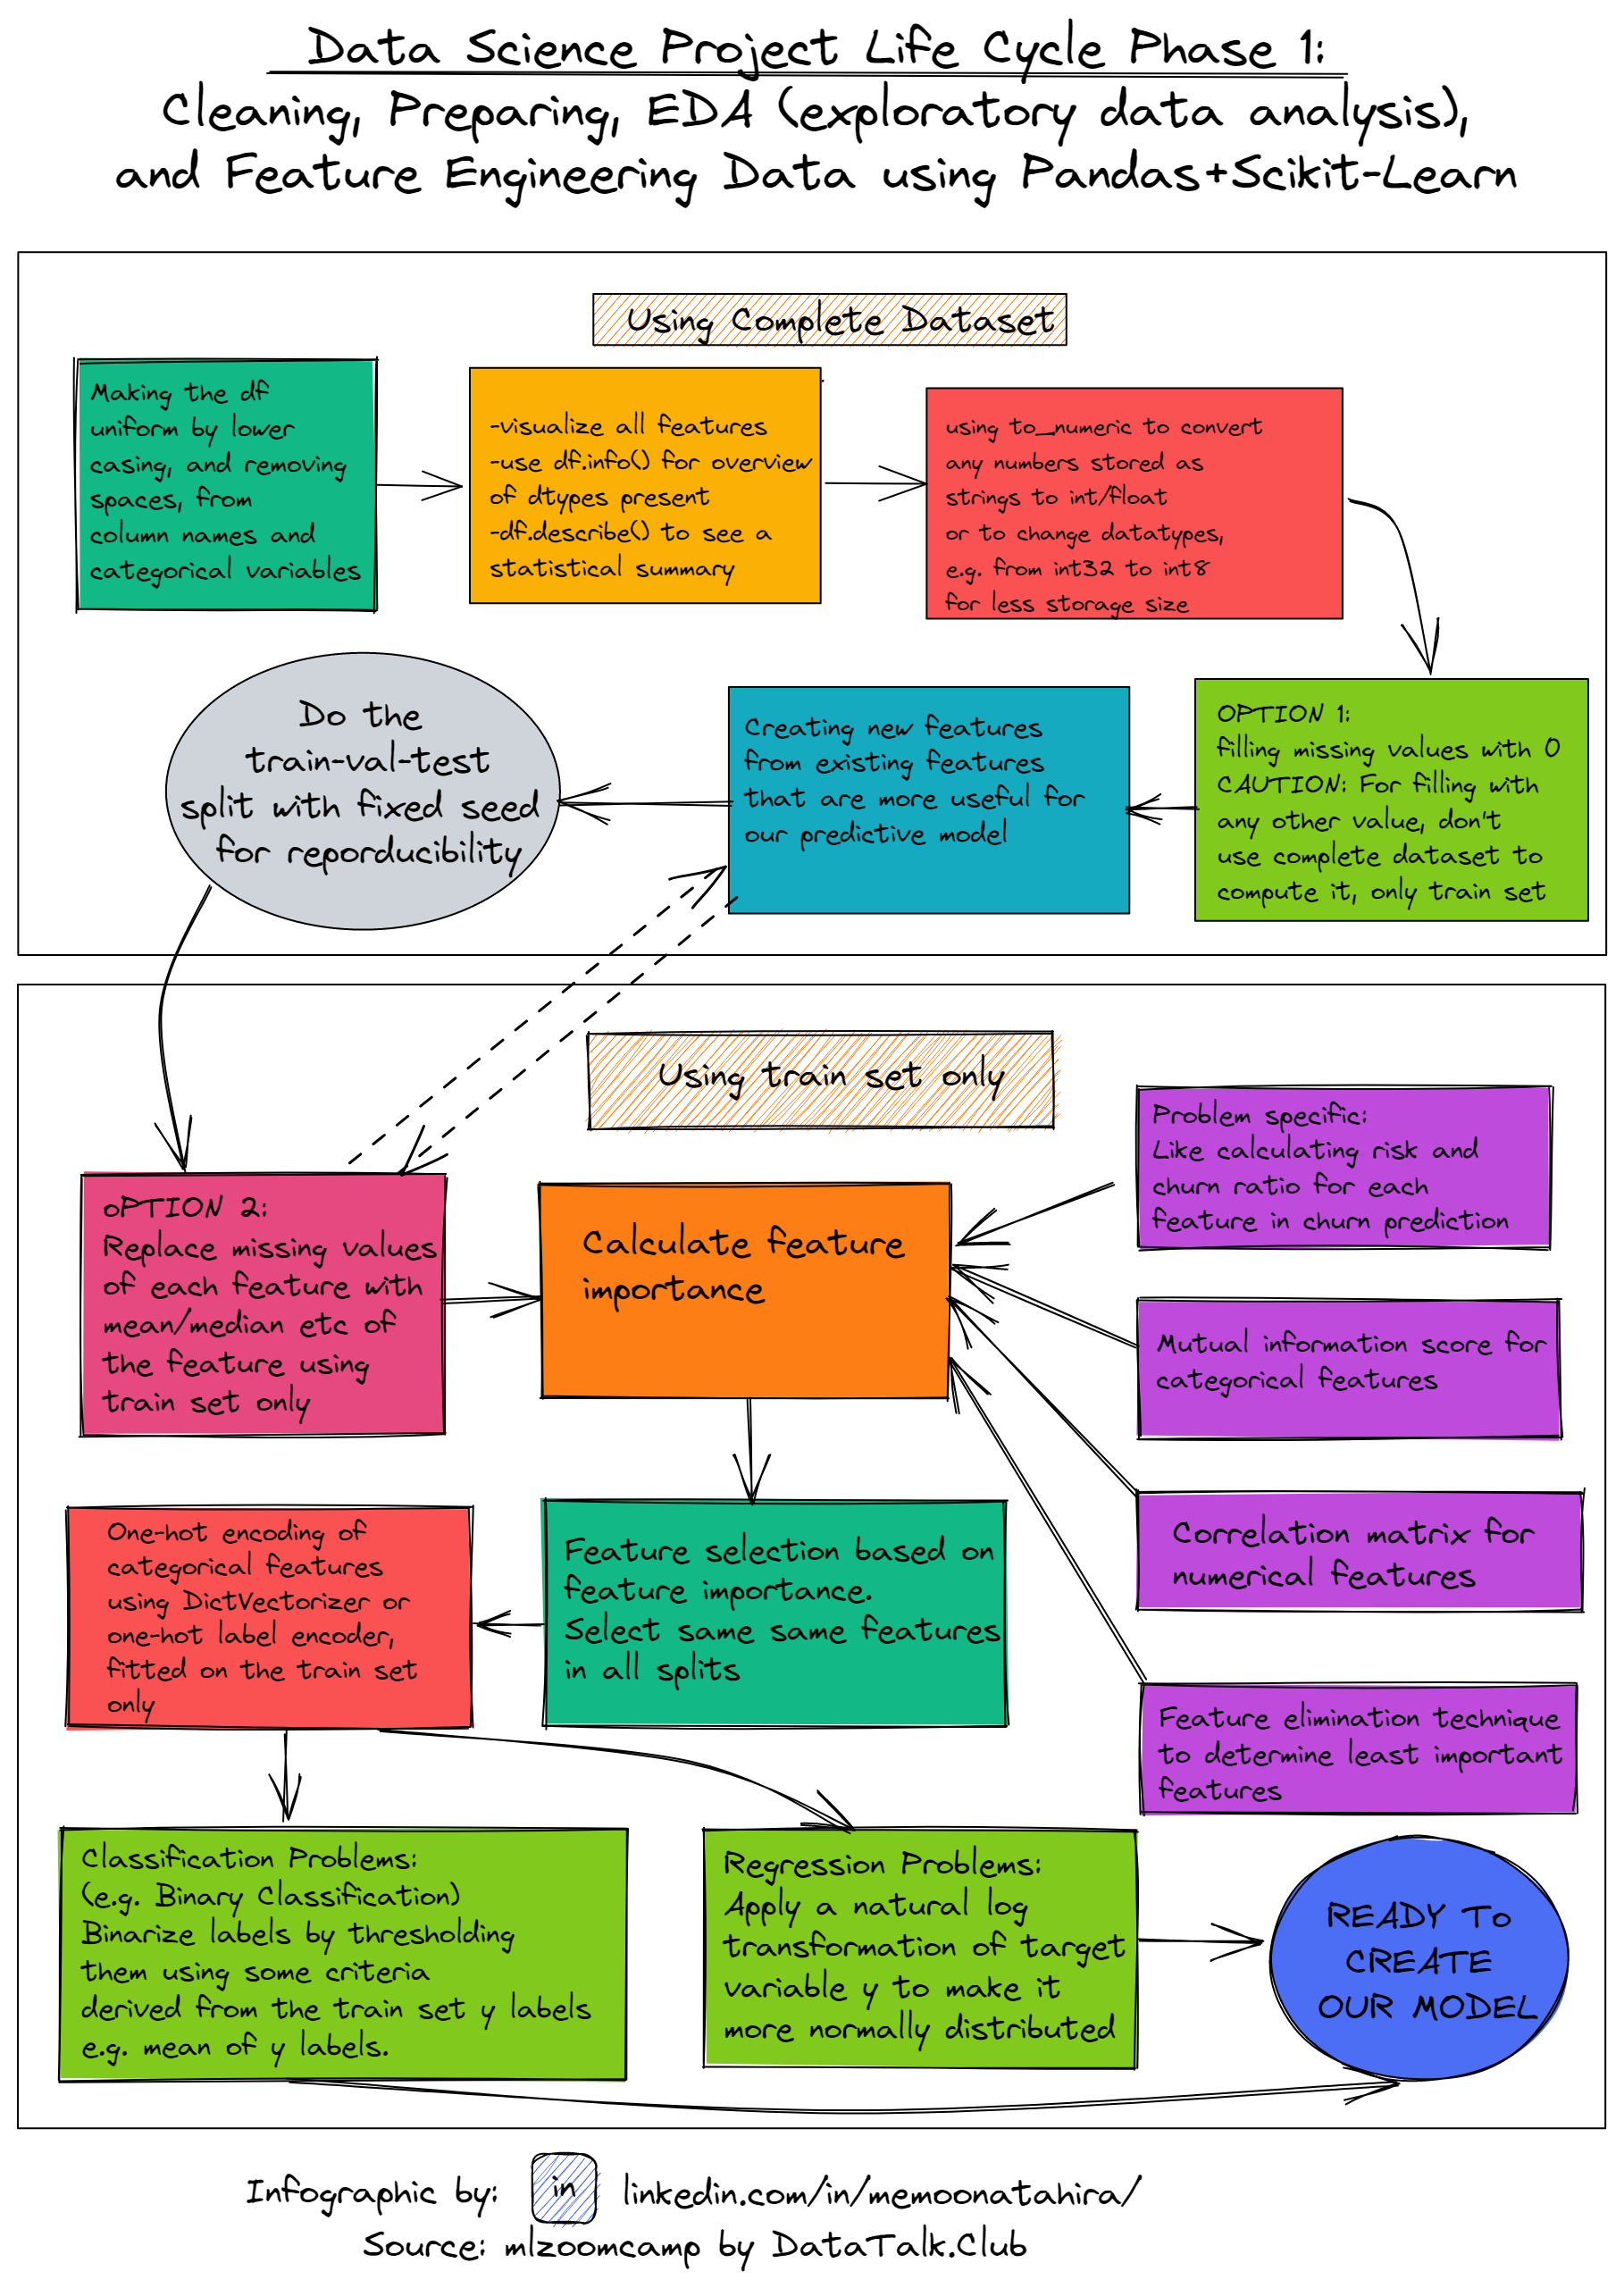 Data Science Project Life Cycle Phase 1:
Cleaning, Preparing, EDA (exploratory data analysis),
and Feature Engineering Data using Pandas+Scikit-Learn
Using Complete Dataset
Making the df
uniform by lower
casing, and removing
spaces, from
column names and
categorical variables
-visualize all features
-use df.info() for overview
of dtypes present
-df.describe() to see a
statistical summary
using to_numeric to convert
any numbers stored as
strings to int/float
or to change datatypes,
e.g. from int32 to int8
for less storage size
OPTION 1:
filling missing values with 0
CAUTION: For filling with
any other value, don't
use complete dataset to
compute it, only train set
Creating new features
from existing features
that are more useful for
our predictive model
Do the
train-val-test
split with fixed seed
for reporducibility
Using train set only
oPTION 2:
Replace missing values
of each feature with
mean/median etc of
the feature using
train set only
Calculate feature
importance
Problem specific:
Like calculating risk and
churn ratio for each
feature in churn prediction
Mutual information score for
categorical features
Correlation matrix for
numerical features
Feature elimination technique
to determine least important
features
Feature selection based on
feature importance.
Select same same features
in all splits
One-hot encoding of
categorical features
using DictVectorizer or
one-hot label encoder,
fitted on the train set
only
Classification Problems:
(e.g. Binary Classification)
Binarize labels by thresholding
them using some criteria
derived from the train set y labels
e.g. mean of y labels.
Regression Problems:
Apply a natural log
transformation of target
variable y to make it
more normally distributed
READY To
CREATE
OUR MODEL
Infographic by: in linkedin.com/in/memoonatahira/
Source: mlzoomcamp by DataTalk.Club